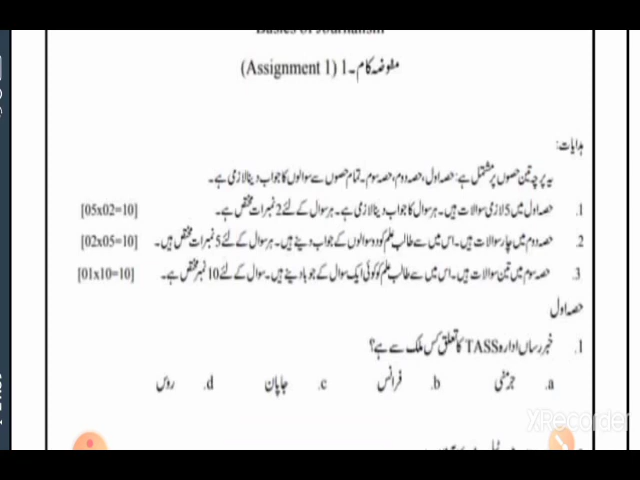 Basics of Journalism
مفوضہ کام۔1 (Assignment 1)
ہدایات:
یہ پرچہ تین حصوں پر مشتمل ہے: حصہ اول، حصہ دوم، حصہ سوم۔ تمام حصوں سے سوالوں کا جواب دینا لازمی ہے۔
1. حصہ اول میں 5 لازمی سوالات ہیں۔ ہر سوال کا جواب دینا لازمی ہے۔ ہر سوال کے لئے 2 نمبرات مختص ہے۔ [05x02=10]
2. حصہ دوم میں چار سوالات ہیں۔ اس میں سے طالب علم کو دو سوالوں کے جواب دینے ہیں۔ ہر سوال کے لئے 5 نمبرات مختص ہیں۔ [02x05=10]
3. حصہ سوم میں تین سوالات ہیں۔ اس میں سے طالب علم کو کوئی ایک سوال کے جوبا دینے ہیں۔ سوال کے لئے 10 نمبر مختص ہے۔ [01x10=10]
حصہ اول
1. خبر رساں ادارہ TASS کا تعلق کس ملک سے ہے؟
a. جرمنی b. فرانس c. جاپان d. روس
XRecorder